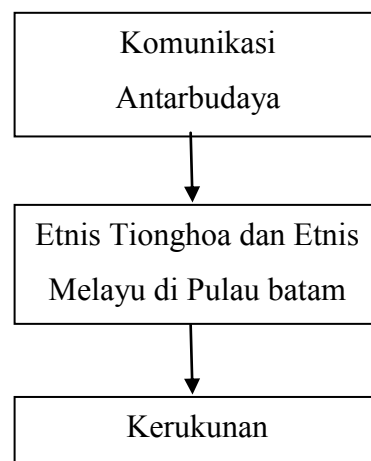 Komunikasi
Antarbudaya
Etnis Tionghoa dan Etnis
Melayu di Pulau batam
Kerukunan